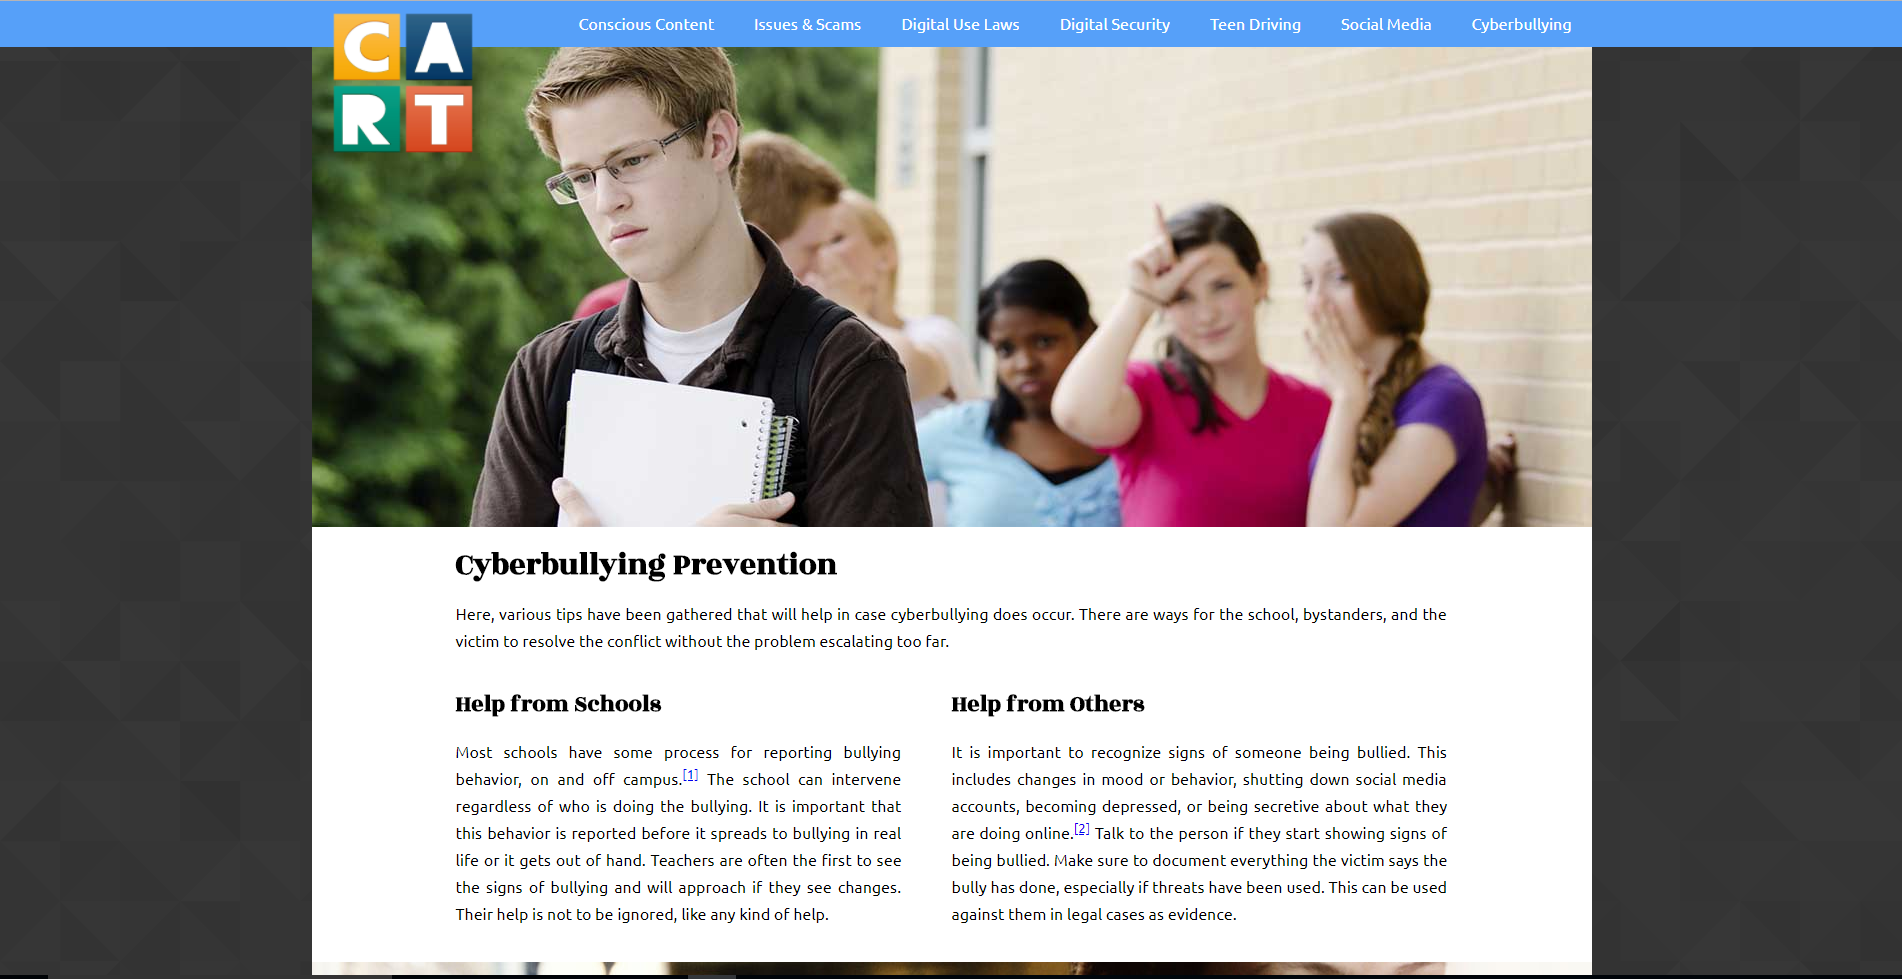 CA
RT
Conscious Content Issues & Scams Digital Use Laws Digital Security Teen Driving Social Media Cyberbullying
Cyberbullying Prevention
Here, various tips have been gathered that will help in case cyberbullying does occur. There are ways for the school, bystanders, and the
victim to resolve the conflict without the problem escalating too far.
Help from Schools
Most schools have some process for reporting bullying
behavior, on and off campus.[1] The school can intervene
regardless of who is doing the bullying. It is important that
this behavior is reported before it spreads to bullying in real
life or it gets out of hand. Teachers are often the first to see
the signs of bullying and will approach if they see changes.
Their help is not to be ignored, like any kind of help.
Help from Others
It is important to recognize signs of someone being bullied. This
includes changes in mood or behavior, shutting down social media
accounts, becoming depressed, or being secretive about what they
are doing online.[2] Talk to the person if they start showing signs of
being bullied. Make sure to document everything the victim says the
bully has done, especially if threats have been used. This can be used
against them in legal cases as evidence.